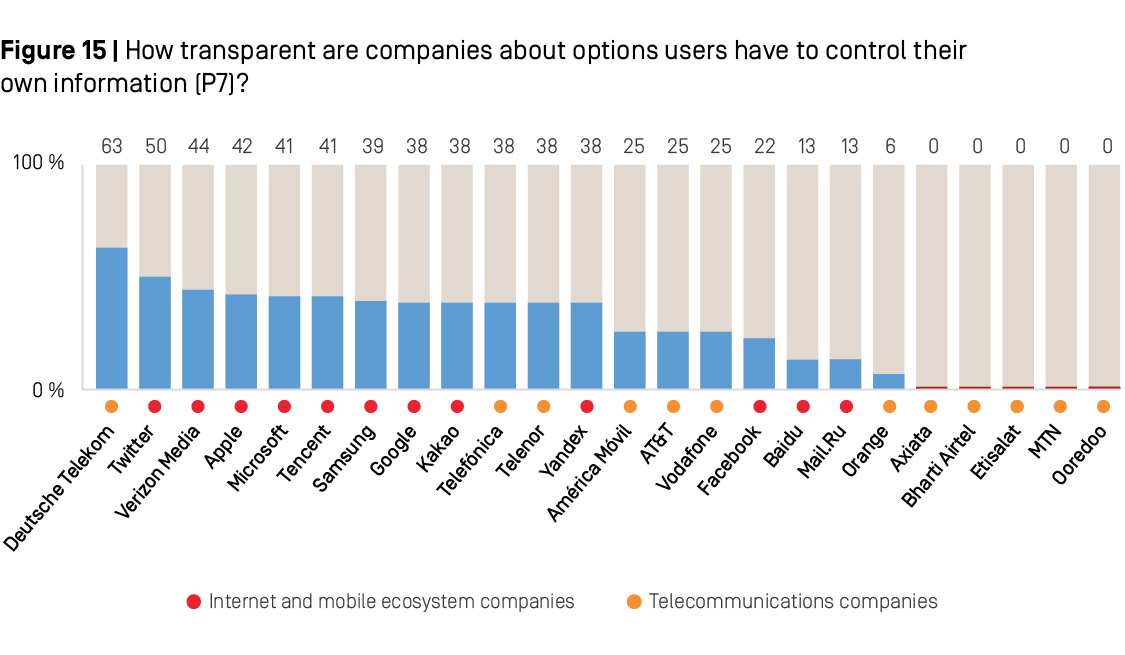 Figure 15 | How transparent are companies about options users have to control their
own information (P7)?
63 50 44 42 41 41 39 38 38 38 38 38 25 25 25 22 13 13 6 0 0 0 0 0
100 %
0 %
Deutsche Telekom
Twitter
Verizon Media
Apple
Microsoft
Tencent
Samsung
Google
Kakao
Telefónica
Telenor
Yandex
América Móvil
AT&T
Vodafone
Facebook
Baidu
Mail.Ru
Orange
Axiata
Bharti Airtel
Etisalat
MTN
Ooredoo
Internet and mobile ecosystem companies
Telecommunications companies